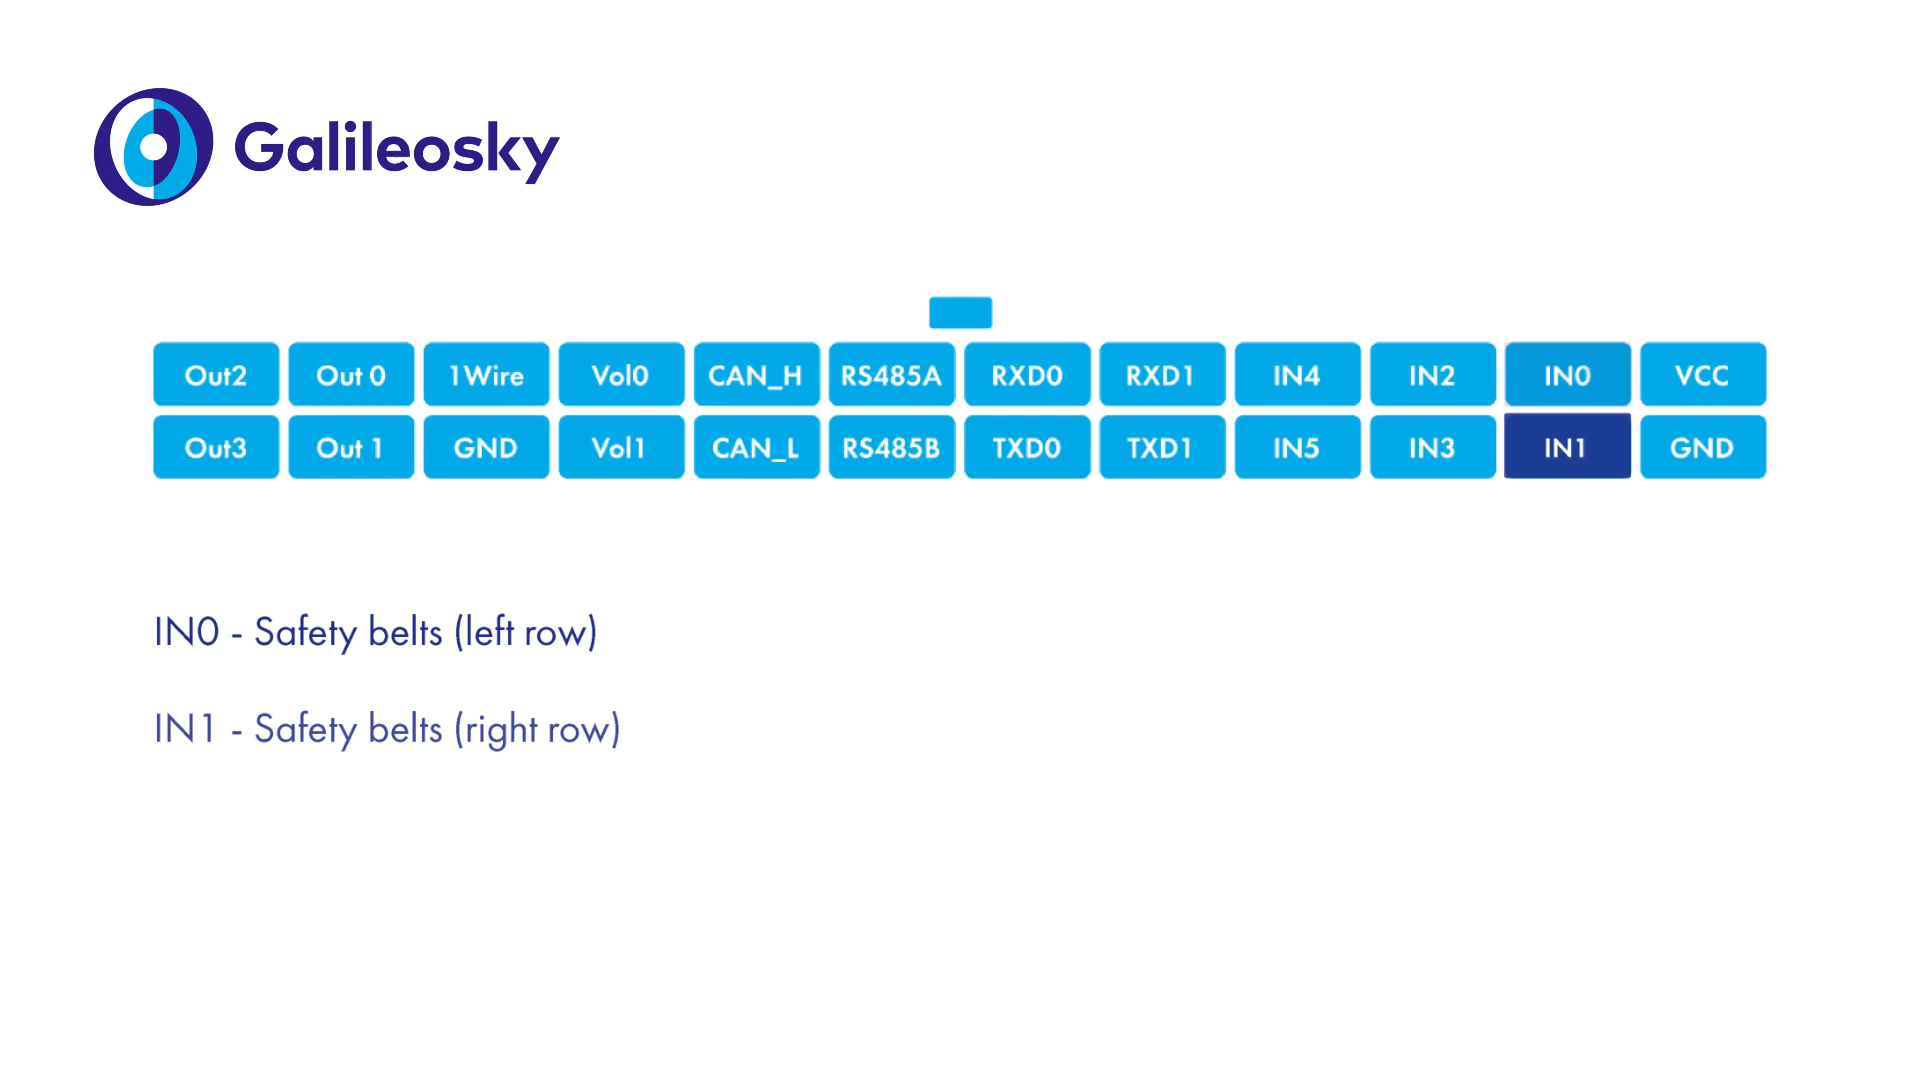 Galileosky
Out2 Out 0 1Wire Vol0 CAN_H RS485A RXD0 RXD1 IN4 IN2 IN0 VCC
Out3 Out 1 GND Vol1 CAN_L RS485B TXD0 TXD1 IN5 IN3 IN1 GND
IN0 - Safety belts (left row)
IN1 - Safety belts (right row)